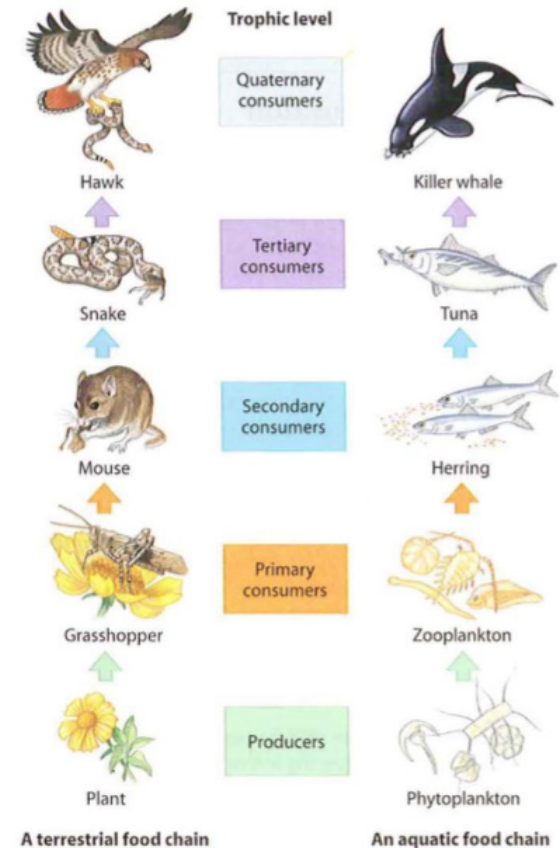 Trophic level
Quaternary
consumers
Hawk
Killer whale
Tertiary
consumers
Snake
Tuna
Secondary
consumers
Mouse
Herring
Primary
consumers
Grasshopper
Zooplankton
Producers
Plant
Phytoplankton
A terrestrial food chain
An aquatic food chain